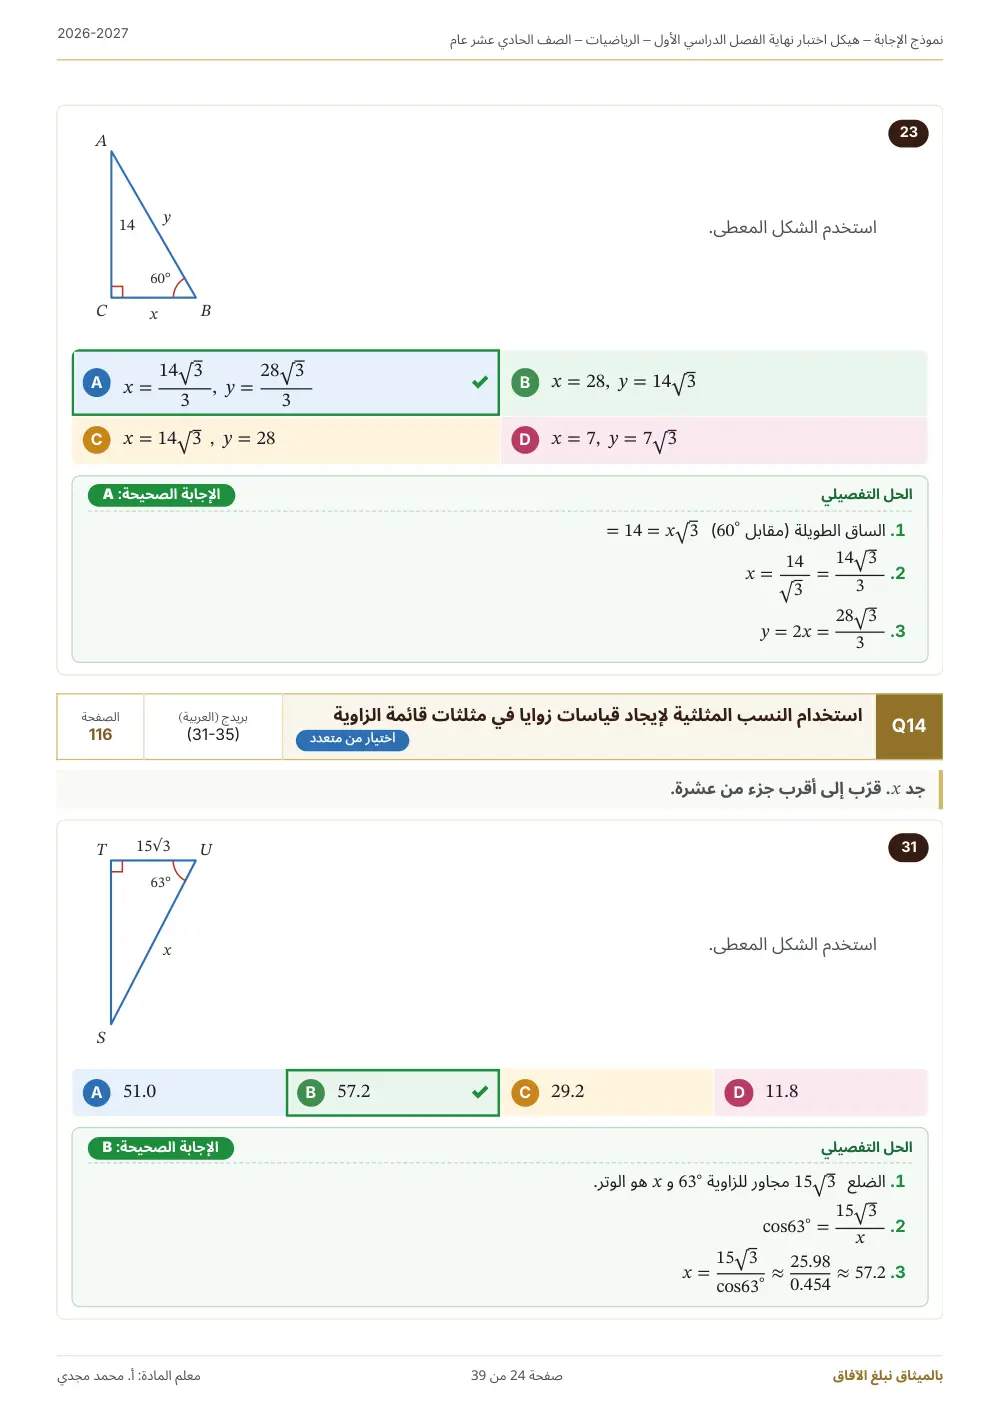 نموذج الإجابة – هيكل اختبار نهاية الفصل الدراسي الأول – الرياضيات – الصف الحادي عشر عام
2026-2027
23
A
14
y
60°
C
x
B
استخدم الشكل المعطى.
A x = 14√3/3, y = 28√3/3 ✔
B x = 28, y = 14√3
C x = 14√3 , y = 28
D x = 7, y = 7√3
الحل التفصيلي
الإجابة الصحيحة: A
1. الساق الطويلة (مقابل 60°) = 14 = x√3
2. x = 14/√3 = 14√3/3
3. y = 2x = 28√3/3
Q14
استخدام النسب المثلثية لإيجاد قياسات زوايا في مثلثات قائمة الزاوية
اختيار من متعدد
بريدج (العربية)
(31-35)
الصفحة
116
جد x. قرّب إلى أقرب جزء من عشرة.
31
T
15√3
U
63°
x
S
استخدم الشكل المعطى.
A 51.0
B 57.2 ✔
C 29.2
D 11.8
الحل التفصيلي
الإجابة الصحيحة: B
1. الضلع 15√3 مجاور للزاوية 63° و x هو الوتر.
2. cos63° = 15√3/x
3. x = 15√3/cos63° ≈ 25.98/0.454 ≈ 57.2
بالميثاق نبلغ الآفاق
صفحة 24 من 39
معلم المادة: أ. محمد مجدي